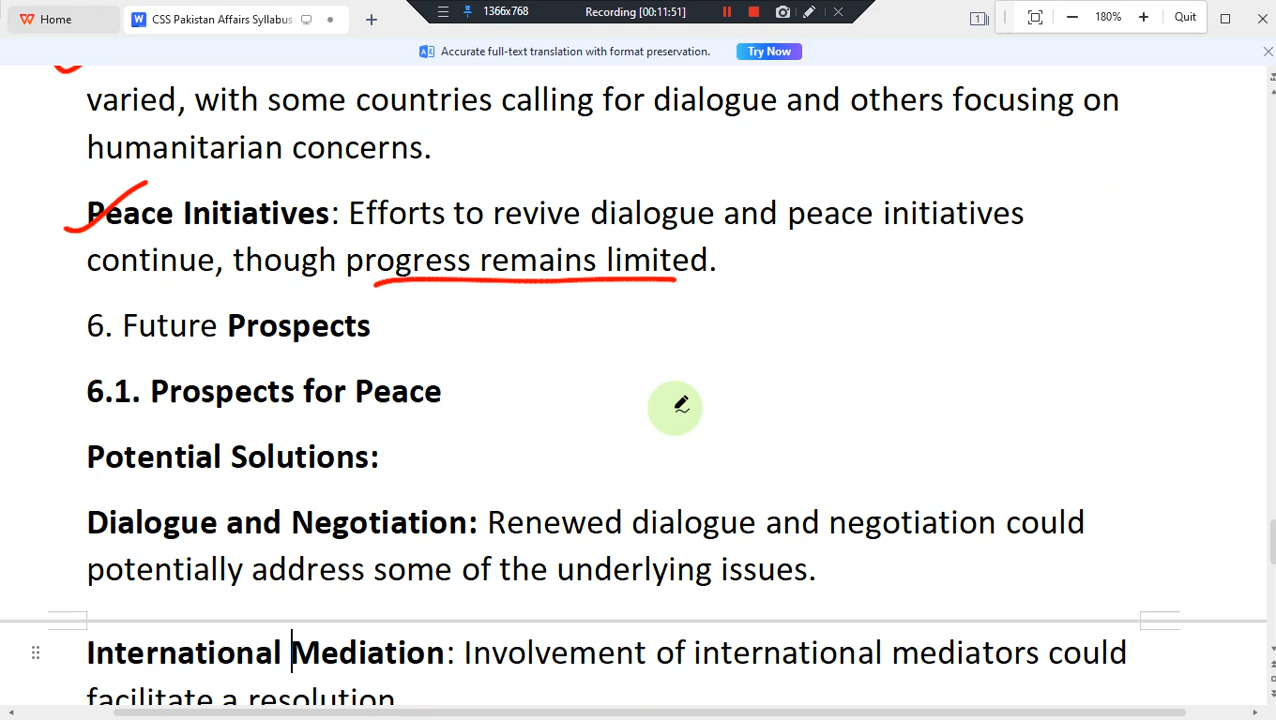 Home
CSS Pakistan Affairs Syllabus
1366x768
Recording [00:11:51]
1
180%
Quit
Accurate full-text translation with format preservation.
Try Now
varied, with some countries calling for dialogue and others focusing on
humanitarian concerns.
Peace Initiatives: Efforts to revive dialogue and peace initiatives
continue, though progress remains limited.
6. Future Prospects
6.1. Prospects for Peace
Potential Solutions:
Dialogue and Negotiation: Renewed dialogue and negotiation could
potentially address some of the underlying issues.
International Mediation: Involvement of international mediators could
facilitate a resolution.